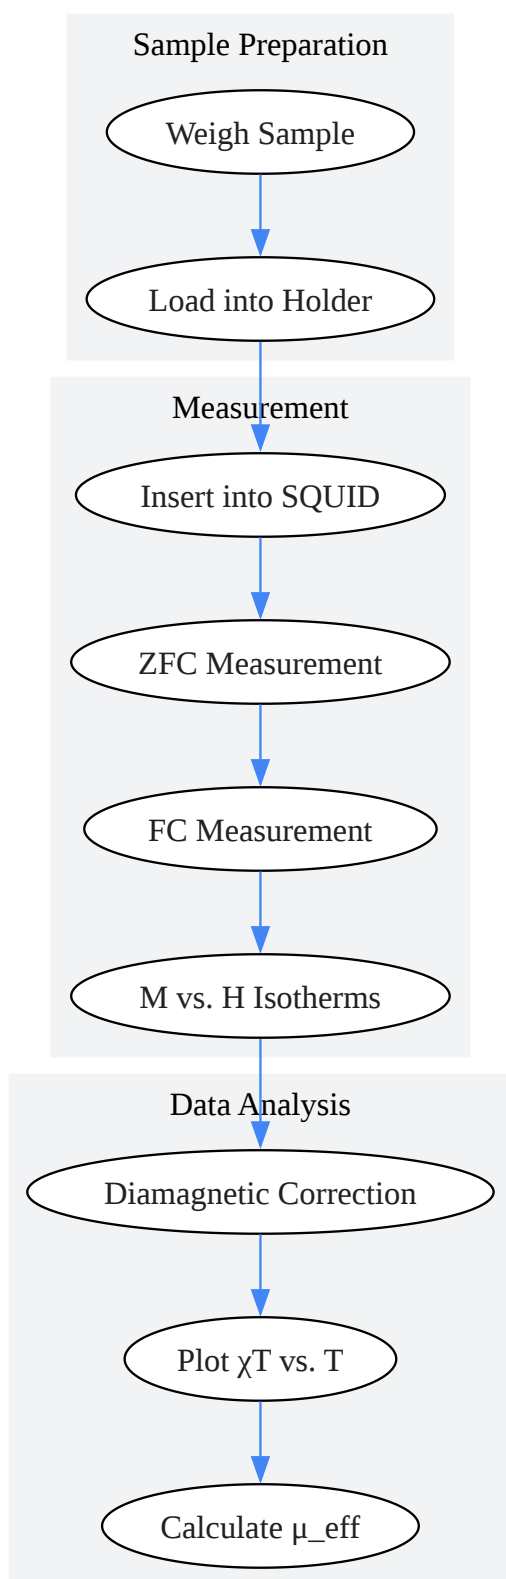 Sample Preparation
Weigh Sample
Load into Holder
Measurement
Insert into SQUID
ZFC Measurement
FC Measurement
M vs. H Isotherms
Data Analysis
Diamagnetic Correction
Plot χT vs. T
Calculate μ_eff